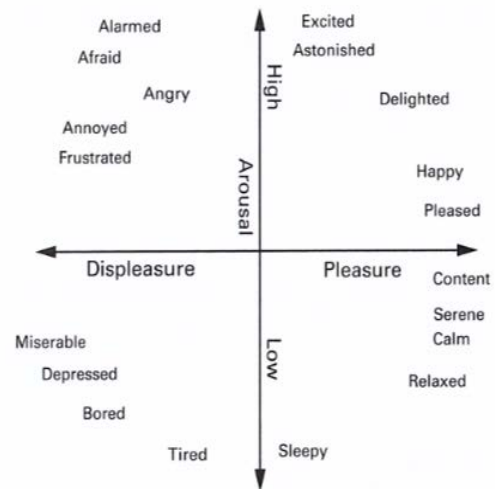 Alarmed
Excited
Afraid
Astonished
Angry
High
Delighted
Annoyed
Frustrated
Arousal
Happy
Pleased
Displeasure
Pleasure
Content
Serene
Miserable
Low
Calm
Depressed
Relaxed
Bored
Tired
Sleepy